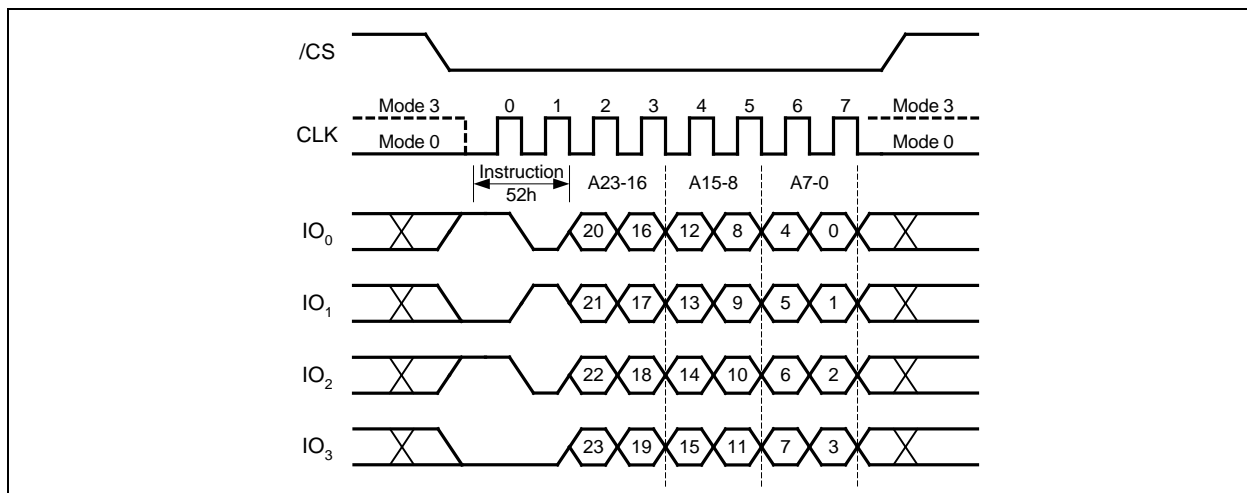 /CS
Mode 3 0 1 2 3 4 5 6 7 Mode 3
CLK
Mode 0 Mode 0
Instruction
52h
A23-16 A15-8 A7-0
IO0 20 16 12 8 4 0
IO1 21 17 13 9 5 1
IO2 22 18 14 10 6 2
IO3 23 19 15 11 7 3